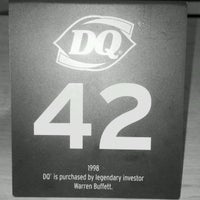 DQ
42
1998
DQ® is purchased by legendary investor
Warren Buffett.